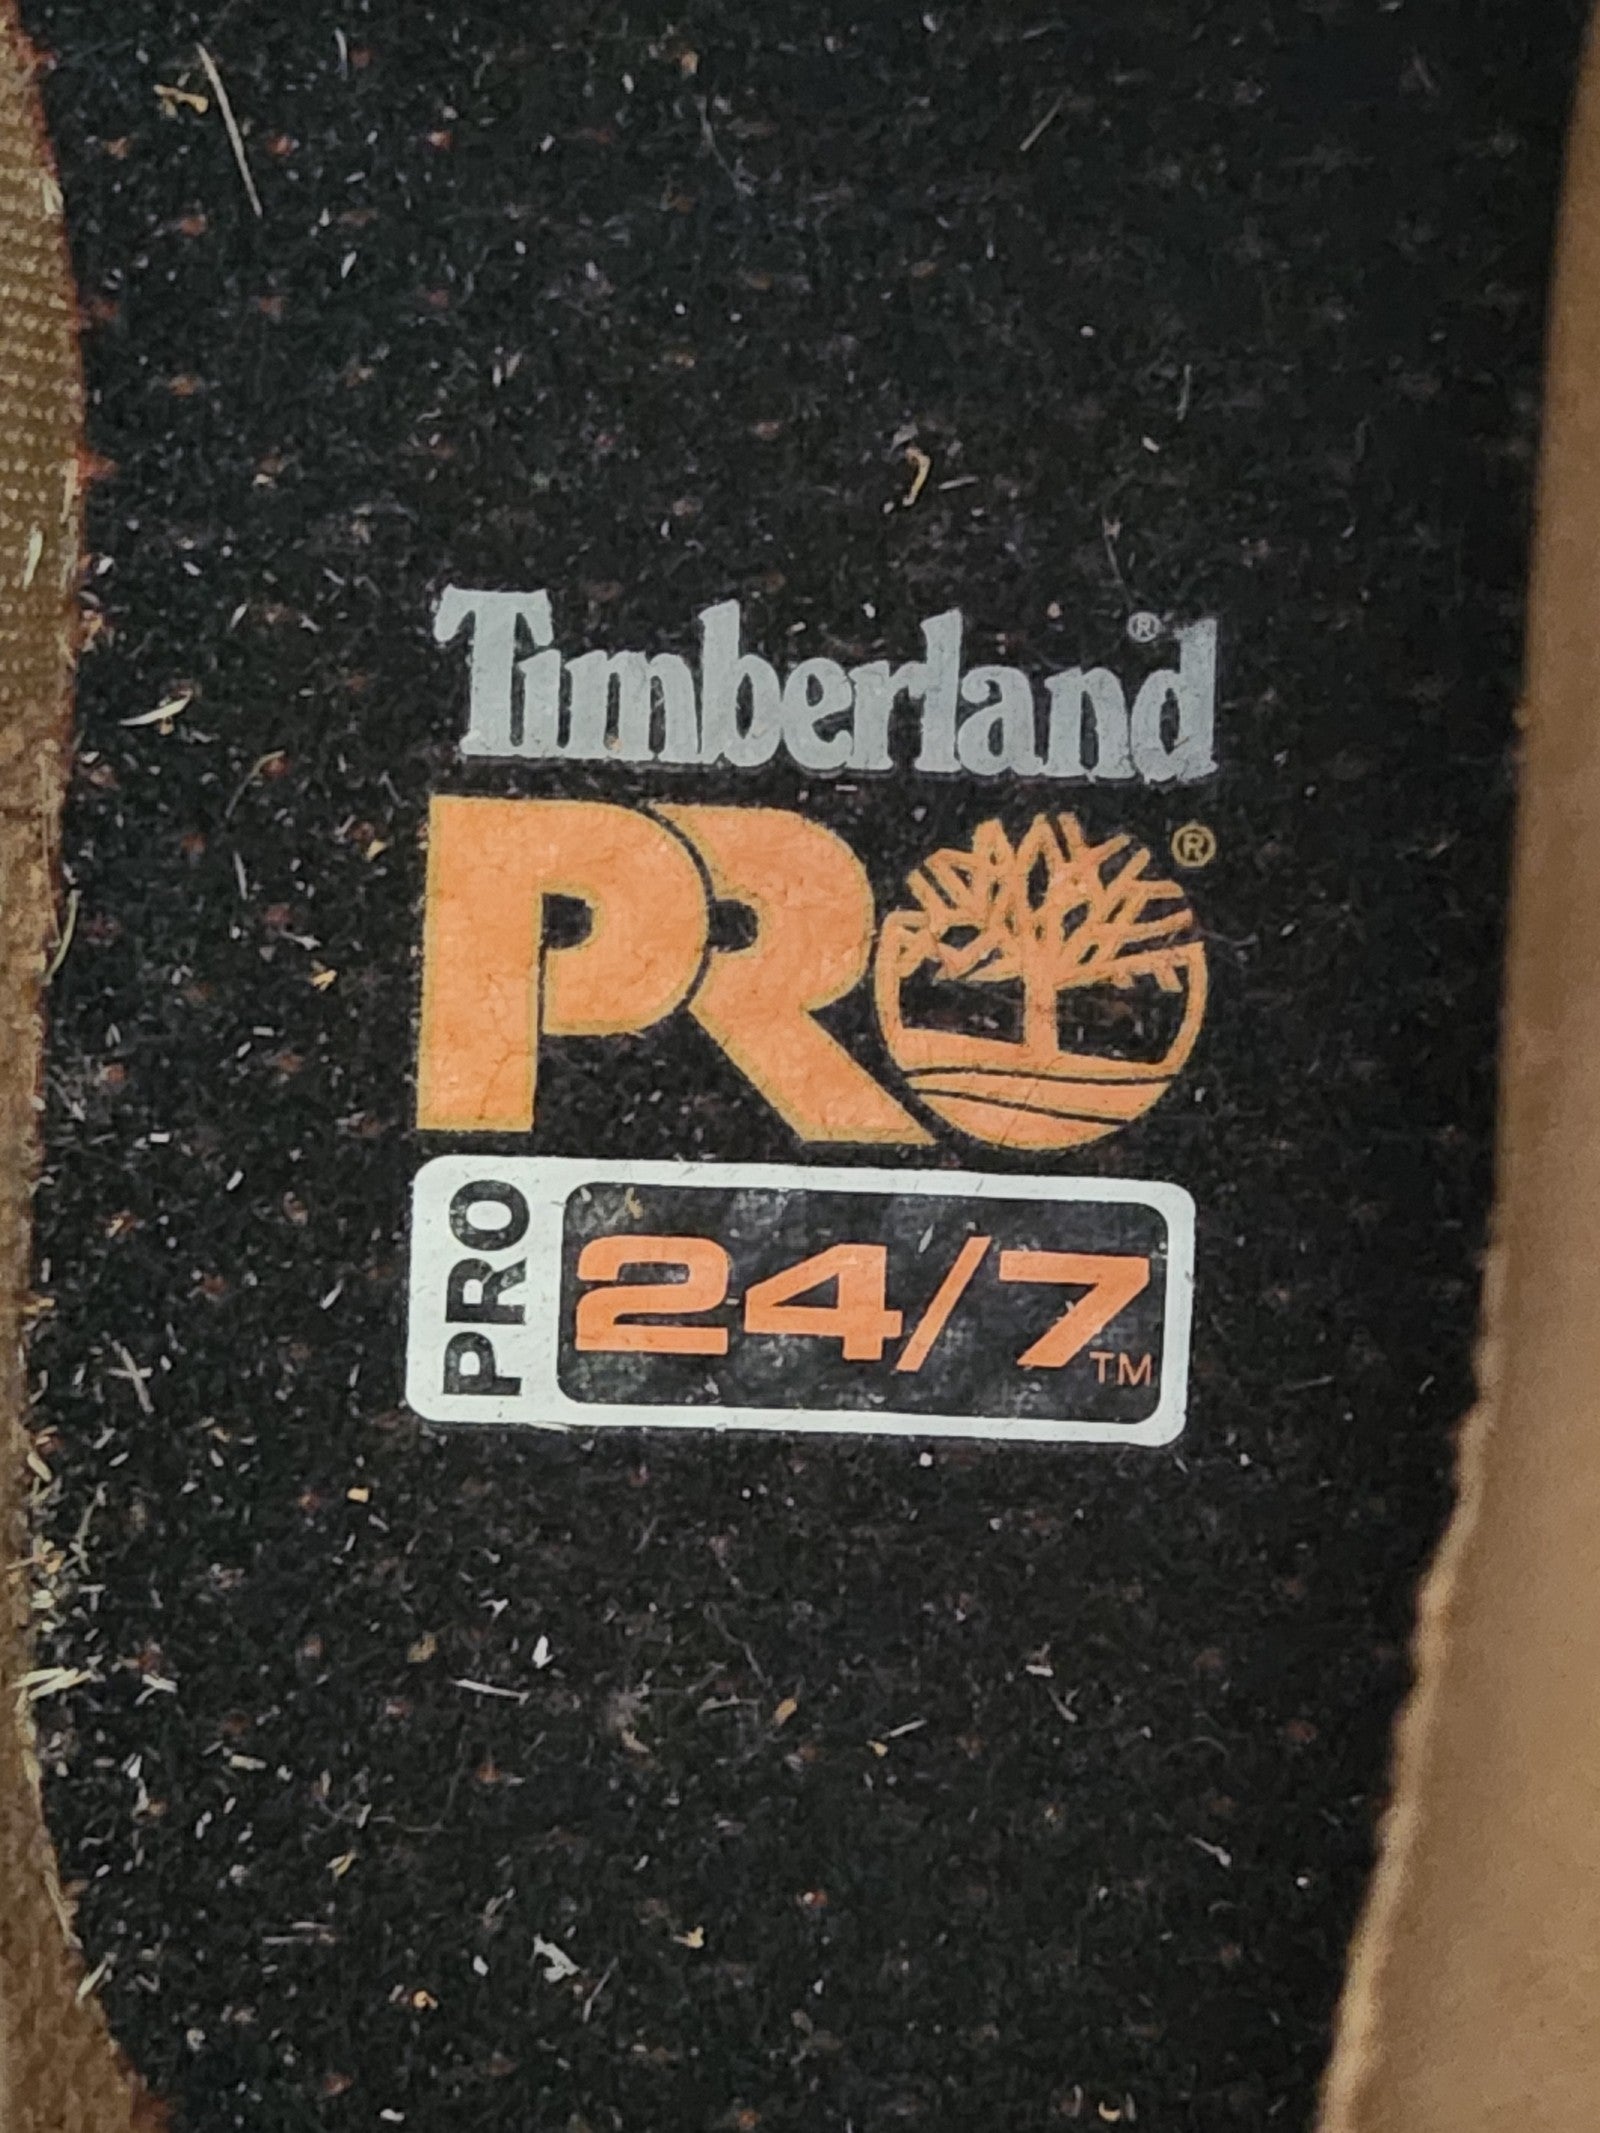 Timberland®
PRO®
PRO 24/7™